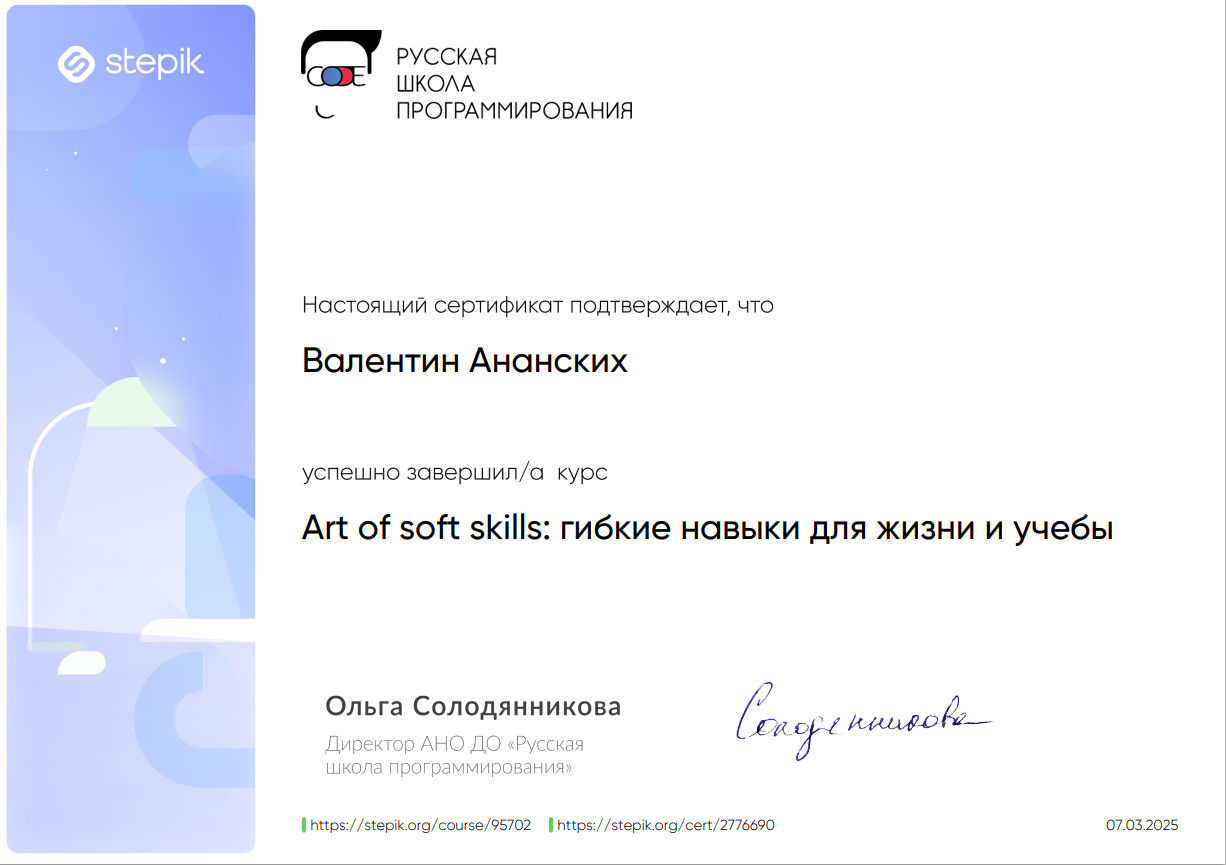 stepik
CODE
РУССКАЯ
ШКОЛА
ПРОГРАММИРОВАНИЯ
Настоящий сертификат подтверждает, что
Валентин Ананских
успешно завершил/а курс
Art of soft skills: гибкие навыки для жизни и учебы
Ольга Солодянникова
Директор АНО ДО «Русская
школа программирования»
https://stepik.org/course/95702 https://stepik.org/cert/2776690 07.03.2025